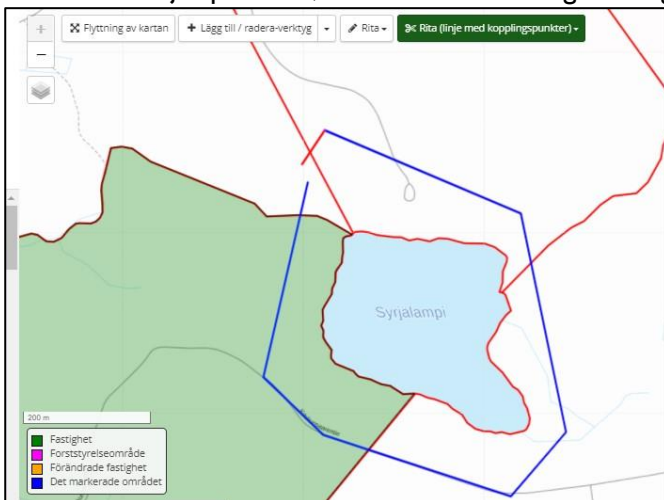 +
Flyttning av kartan
+ Lägg till / radera-verktyg
Rita
Rita (linje med kopplingspunkter)
−
Syrjalampi
200 m
Fastighet
Forststyrelseområde
Förändrade fastighet
Det markerade området